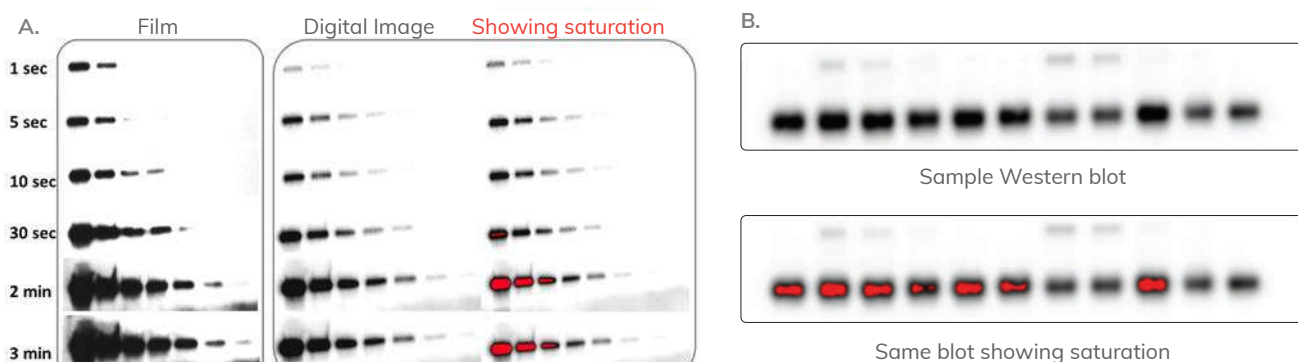 A.
Film
Digital Image
Showing saturation
1 sec
5 sec
10 sec
30 sec
2 min
3 min
B.
Sample Western blot
Same blot showing saturation